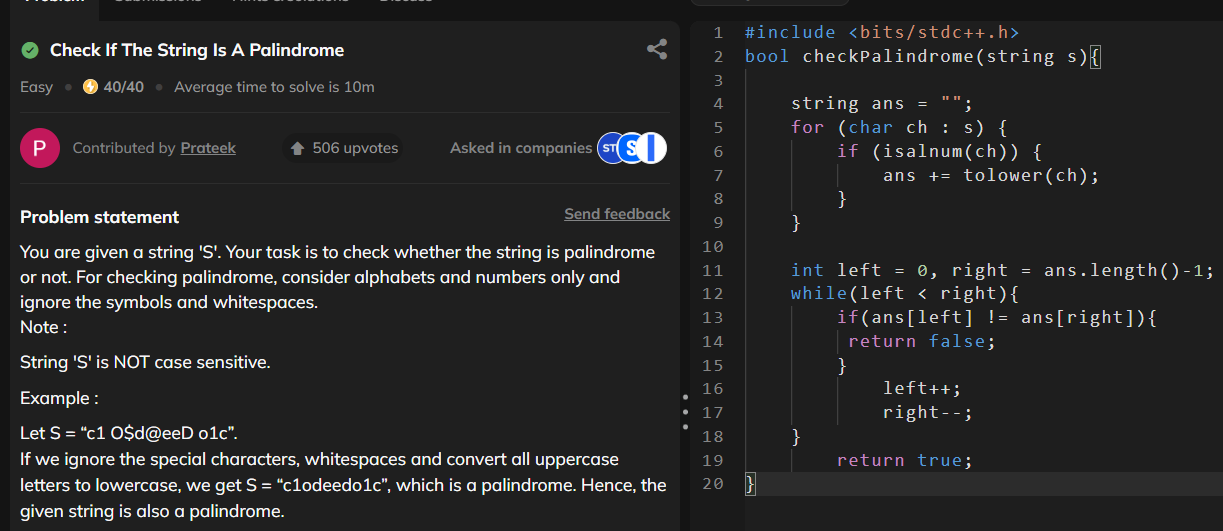 Check If The String Is A Palindrome
Easy 40/40 Average time to solve is 10m
P Contributed by Prateek 506 upvotes Asked in companies ST S
Problem statement Send feedback
You are given a string 'S'. Your task is to check whether the string is palindrome
or not. For checking palindrome, consider alphabets and numbers only and
ignore the symbols and whitespaces.
Note :
String 'S' is NOT case sensitive.
Example :
Let S = “c1 O$d@eeD o1c”.
If we ignore the special characters, whitespaces and convert all uppercase
letters to lowercase, we get S = “c1odeedo1c”, which is a palindrome. Hence, the
given string is also a palindrome.
1 #include <bits/stdc++.h>
2 bool checkPalindrome(string s){
3
4 string ans = "";
5 for (char ch : s) {
6 if (isalnum(ch)) {
7 ans += tolower(ch);
8 }
9 }
10
11 int left = 0, right = ans.length()-1;
12 while(left < right){
13 if(ans[left] != ans[right]){
14 return false;
15 }
16 left++;
17 right--;
18 }
19 return true;
20 }